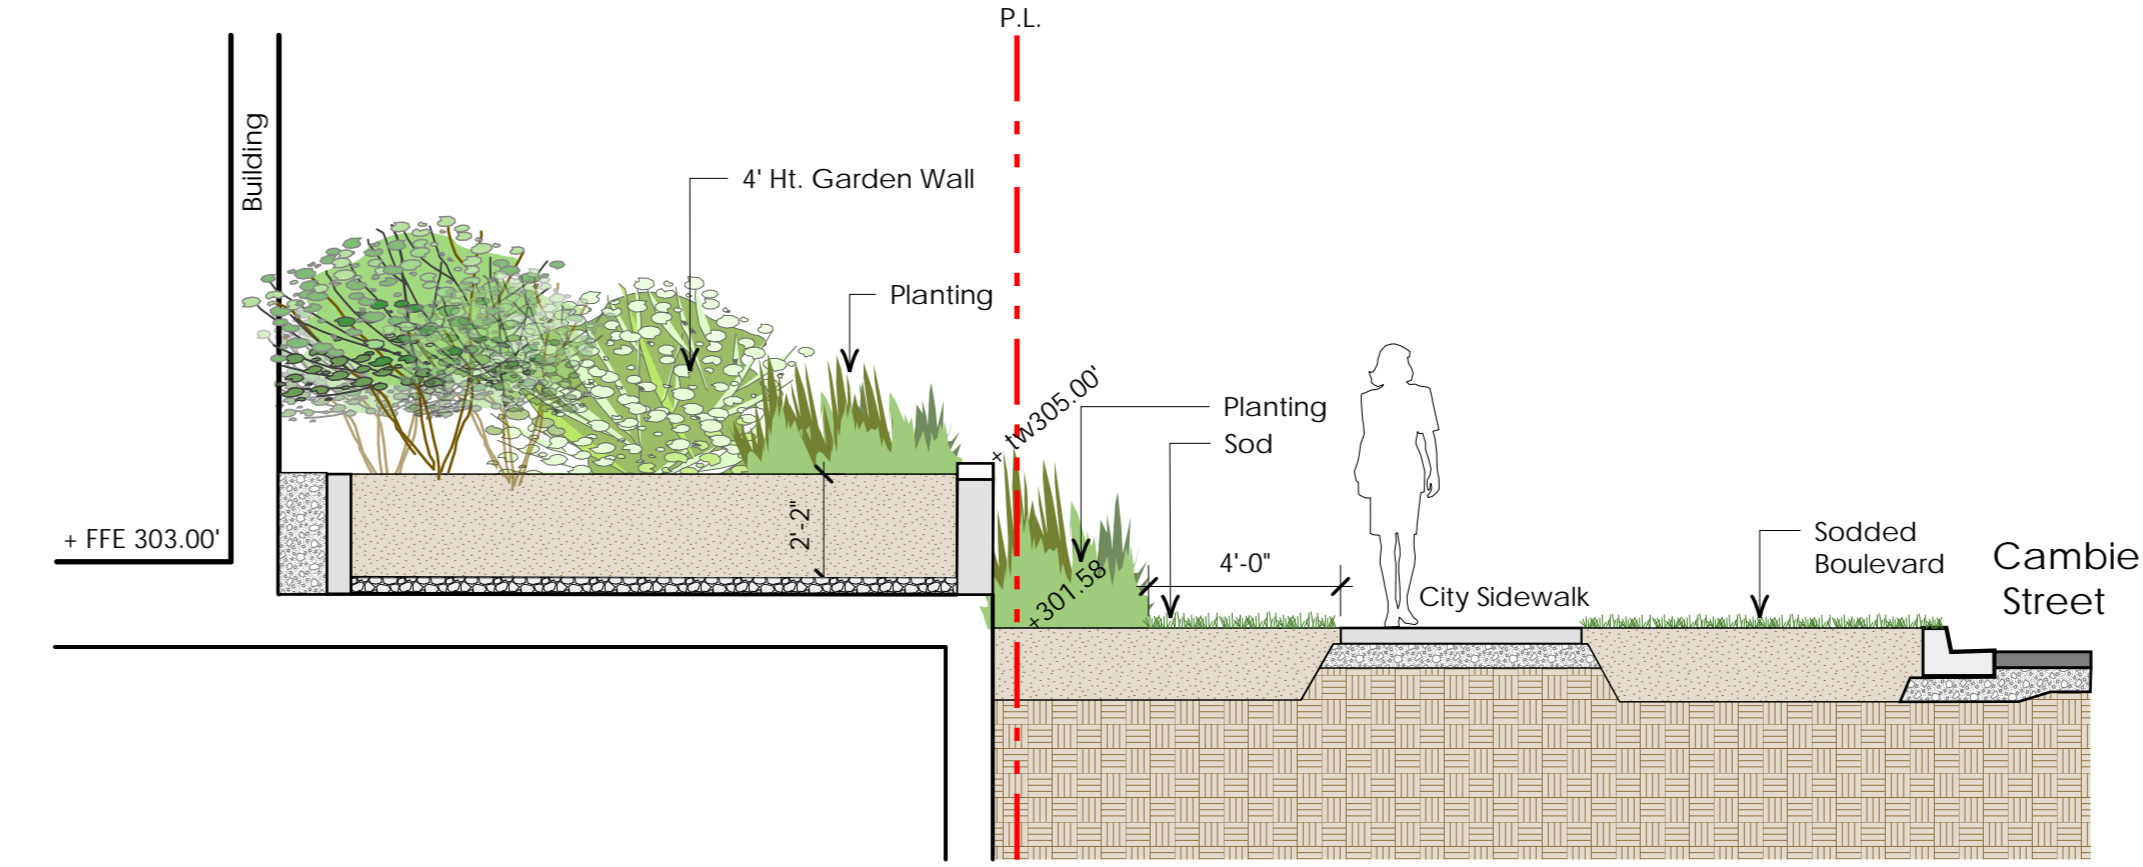 P.L.
Building
4' Ht. Garden Wall
Planting
+ tw305.00'
Planting
Sod
+ FFE 303.00'
2'-2"
+301.58
4'-0"
City Sidewalk
Sodded
Boulevard
Cambie
Street